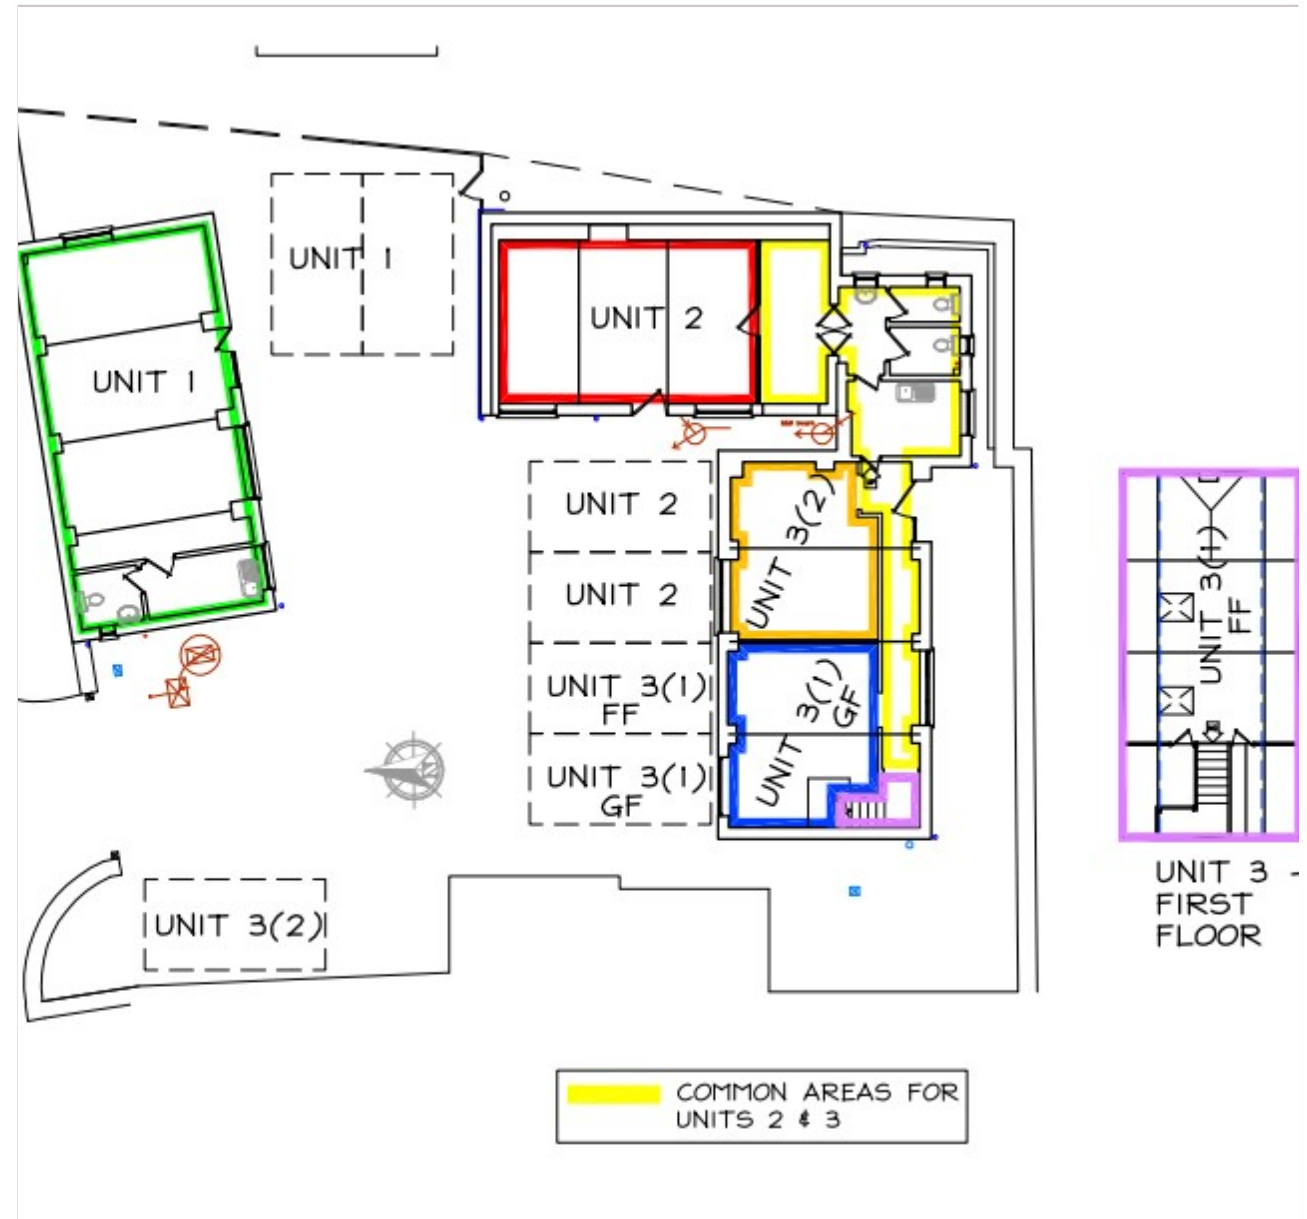 UNIT 1
UNIT 2
UNIT 1
UNIT 2
UNIT 3(2)
UNIT 2
UNIT 3(1)
FF
UNIT 3(1)
GF
UNIT 3(1)
FF
UNIT 3(1)
GF
UNIT 3 -
FIRST
FLOOR
UNIT 3(2)
COMMON AREAS FOR
UNITS 2 & 3